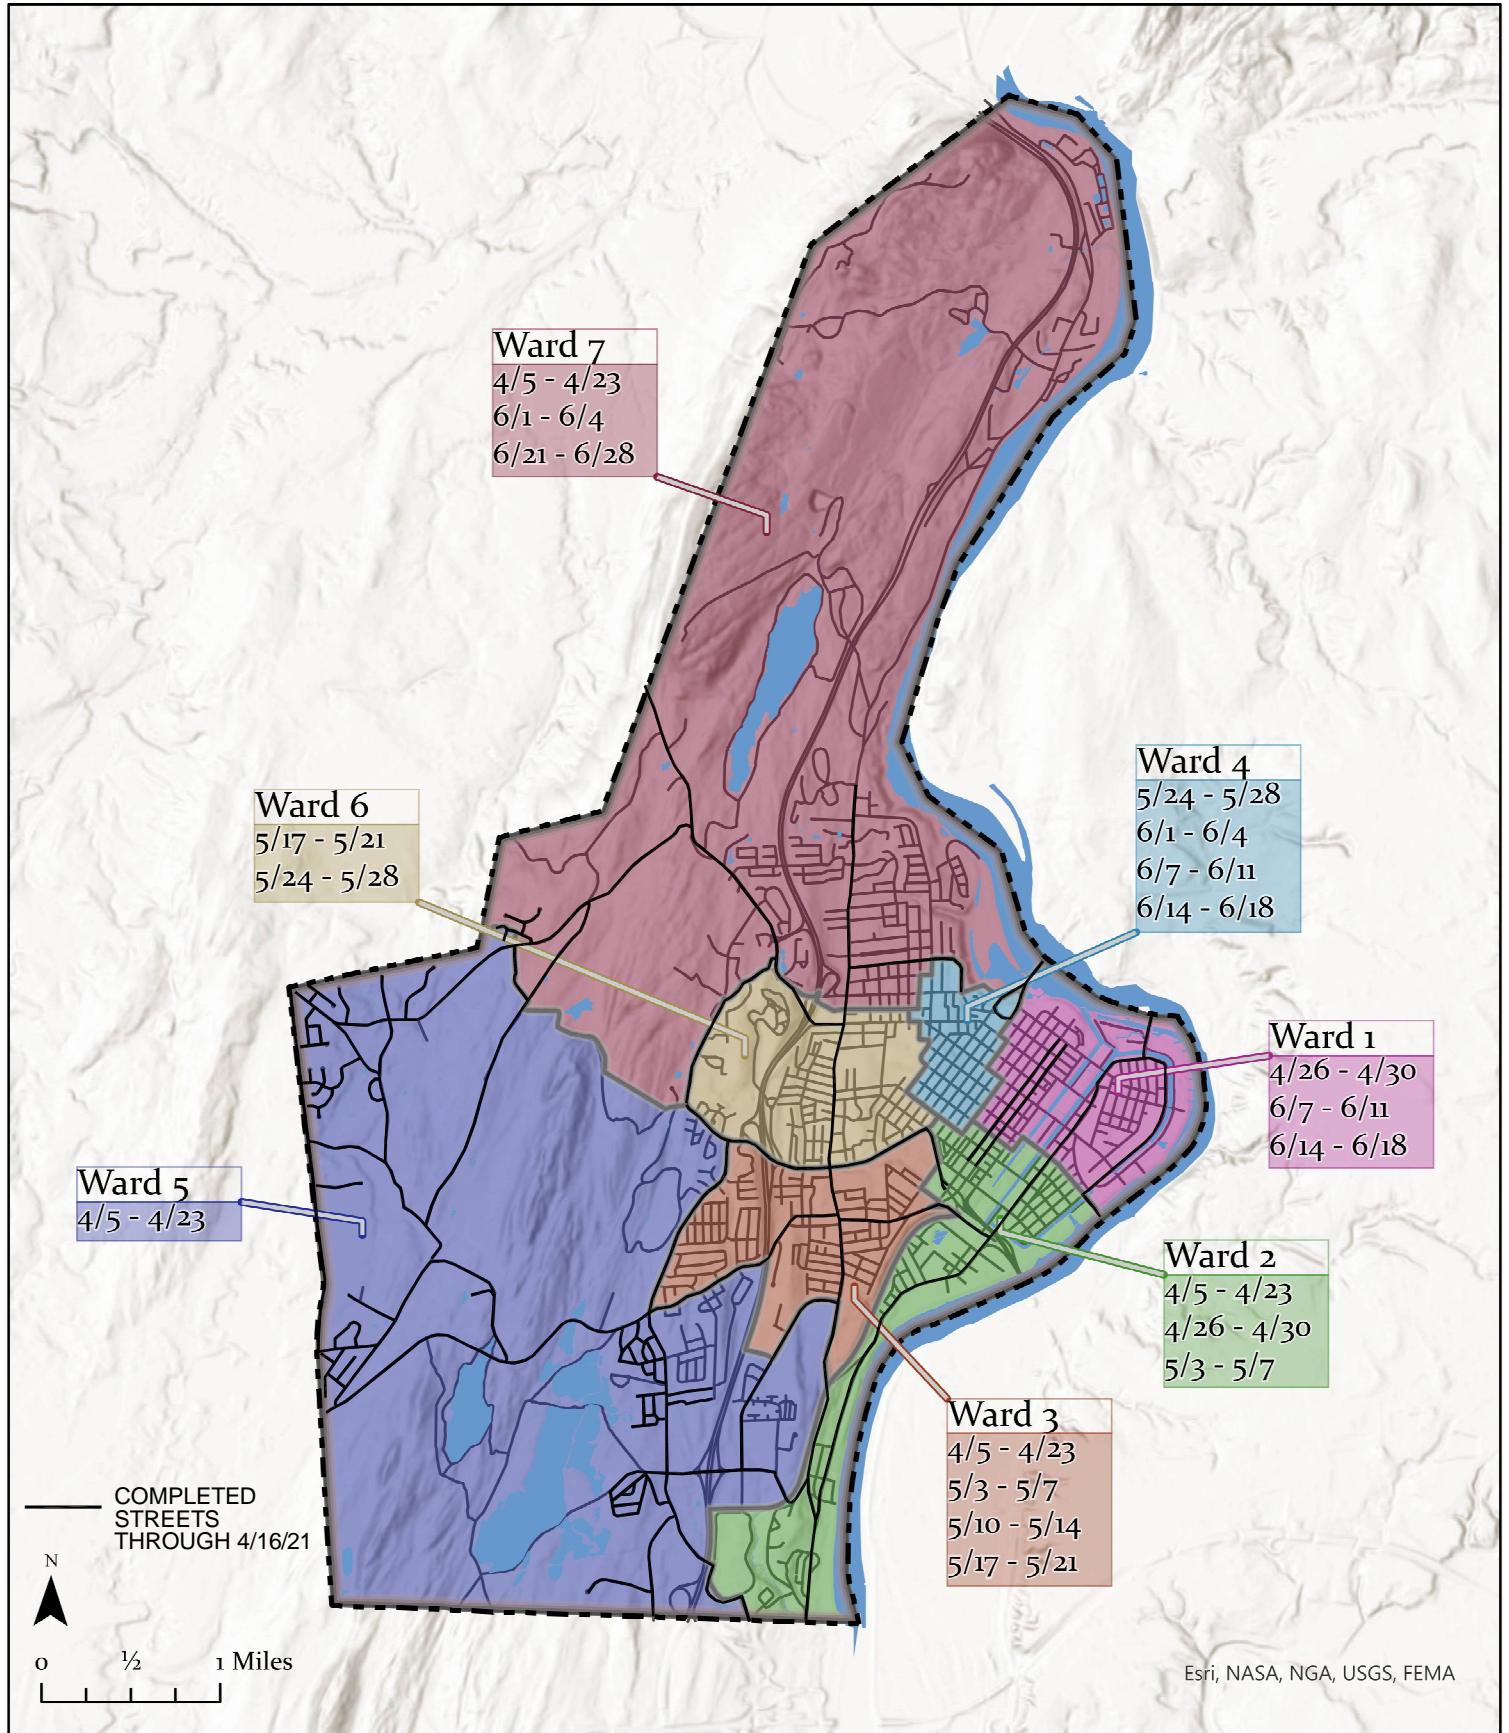 Ward 7
4/5 - 4/23
6/1 - 6/4
6/21 - 6/28
Ward 4
5/24 - 5/28
6/1 - 6/4
6/7 - 6/11
6/14 - 6/18
Ward 6
5/17 - 5/21
5/24 - 5/28
Ward 1
4/26 - 4/30
6/7 - 6/11
6/14 - 6/18
Ward 5
4/5 - 4/23
Ward 2
4/5 - 4/23
4/26 - 4/30
5/3 - 5/7
Ward 3
4/5 - 4/23
5/3 - 5/7
5/10 - 5/14
5/17 - 5/21
COMPLETED
STREETS
THROUGH 4/16/21
N
0 ½ 1 Miles
Esri, NASA, NGA, USGS, FEMA